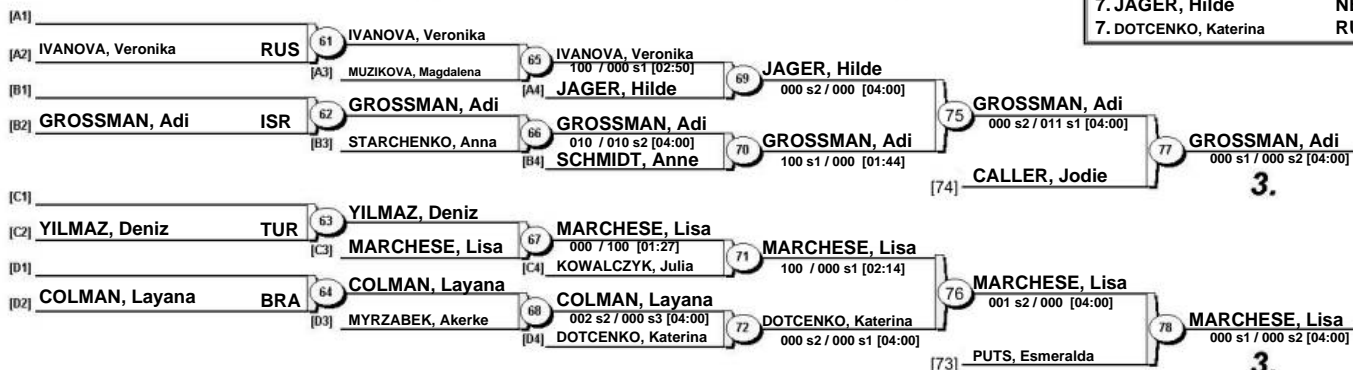 7. JAGER, Hilde
7. DOTCENKO, Katerina
[A1]
[A2] IVANOVA, Veronika RUS
61
IVANOVA, Veronika
[A3] MUZIKOVA, Magdalena
65
IVANOVA, Veronika
100 / 000 s1 [02:50]
[A4] JAGER, Hilde
69
JAGER, Hilde
000 s2 / 000 [04:00]
[B1]
[B2] GROSSMAN, Adi ISR
62
GROSSMAN, Adi
[B3] STARCHENKO, Anna
66
GROSSMAN, Adi
010 / 010 s2 [04:00]
[B4] SCHMIDT, Anne
70
GROSSMAN, Adi
100 s1 / 000 [01:44]
75
GROSSMAN, Adi
000 s2 / 011 s1 [04:00]
[74] CALLER, Jodie
77
GROSSMAN, Adi
000 s1 / 000 s2 [04:00]
3.
[C1]
[C2] YILMAZ, Deniz TUR
63
YILMAZ, Deniz
[C3] MARCHESE, Lisa
67
MARCHESE, Lisa
000 / 100 [01:27]
[C4] KOWALCZYK, Julia
71
MARCHESE, Lisa
100 / 000 s1 [02:14]
[D1]
[D2] COLMAN, Layana BRA
64
COLMAN, Layana
[D3] MYRZABEK, Akerke
68
COLMAN, Layana
002 s2 / 000 s3 [04:00]
[D4] DOTCENKO, Katerina
72
DOTCENKO, Katerina
000 s2 / 000 s1 [04:00]
76
MARCHESE, Lisa
001 s2 / 000 [04:00]
[73] PUTS, Esmeralda
78
MARCHESE, Lisa
000 s1 / 000 s2 [04:00]
3.